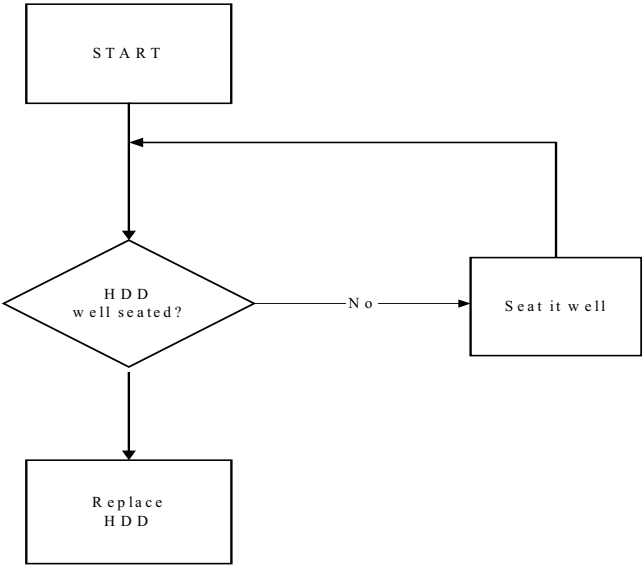 START
HDD
well seated?
No
Seat it well
Replace
HDD